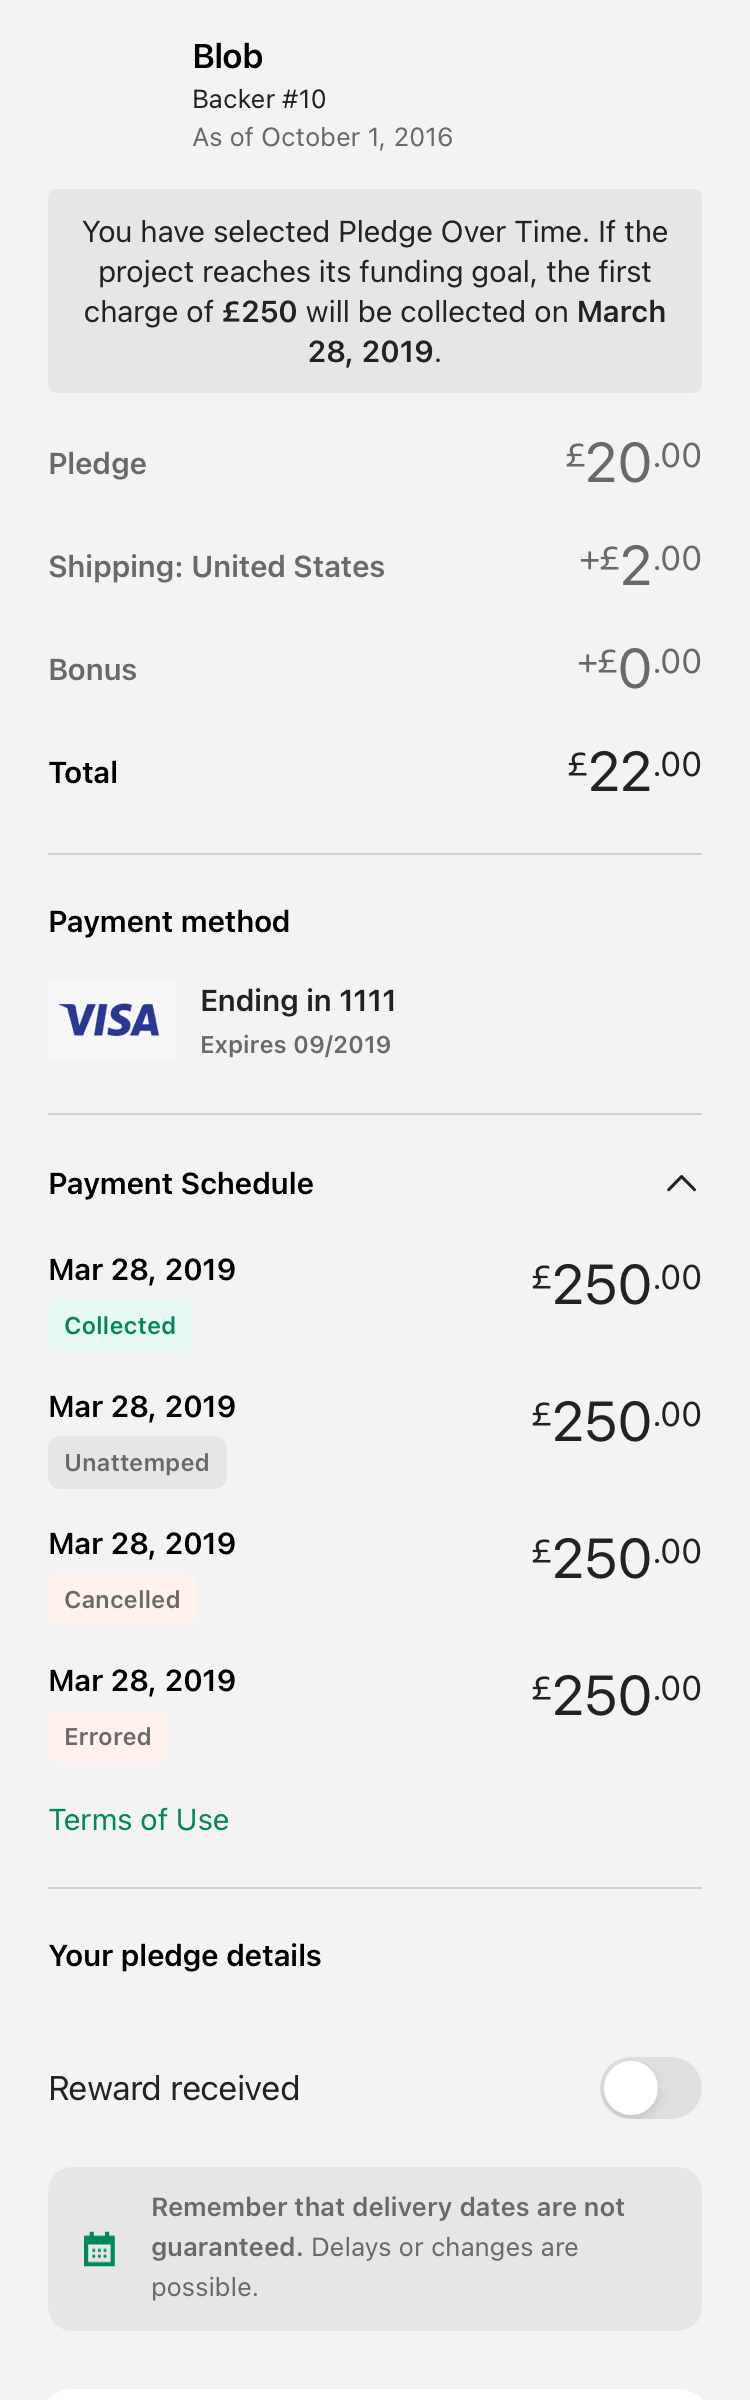 Blob
Backer #10
As of October 1, 2016
You have selected Pledge Over Time. If the
project reaches its funding goal, the first
charge of £250 will be collected on March
28, 2019.
Pledge £20.00
Shipping: United States +£2.00
Bonus +£0.00
Total £22.00
Payment method
VISA Ending in 1111
Expires 09/2019
Payment Schedule
Mar 28, 2019 £250.00
Collected
Mar 28, 2019 £250.00
Unattemped
Mar 28, 2019 £250.00
Cancelled
Mar 28, 2019 £250.00
Errored
Terms of Use
Your pledge details
Reward received
Remember that delivery dates are not
guaranteed. Delays or changes are
possible.